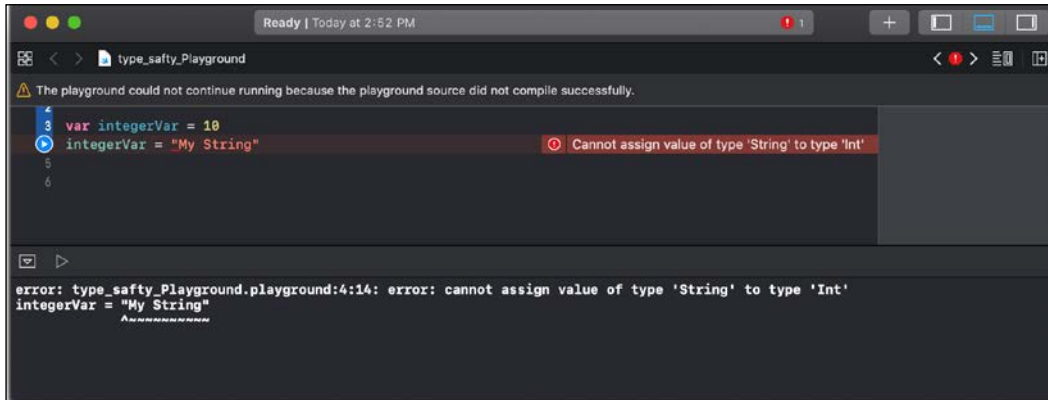 Ready | Today at 2:52 PM
1
type_safty_Playground
The playground could not continue running because the playground source did not compile successfully.
2
3 var integerVar = 10
integerVar = "My String" Cannot assign value of type 'String' to type 'Int'
5
6
error: type_safty_Playground.playground:4:14: error: cannot assign value of type 'String' to type 'Int'
integerVar = "My String"
^~~~~~~~~~~